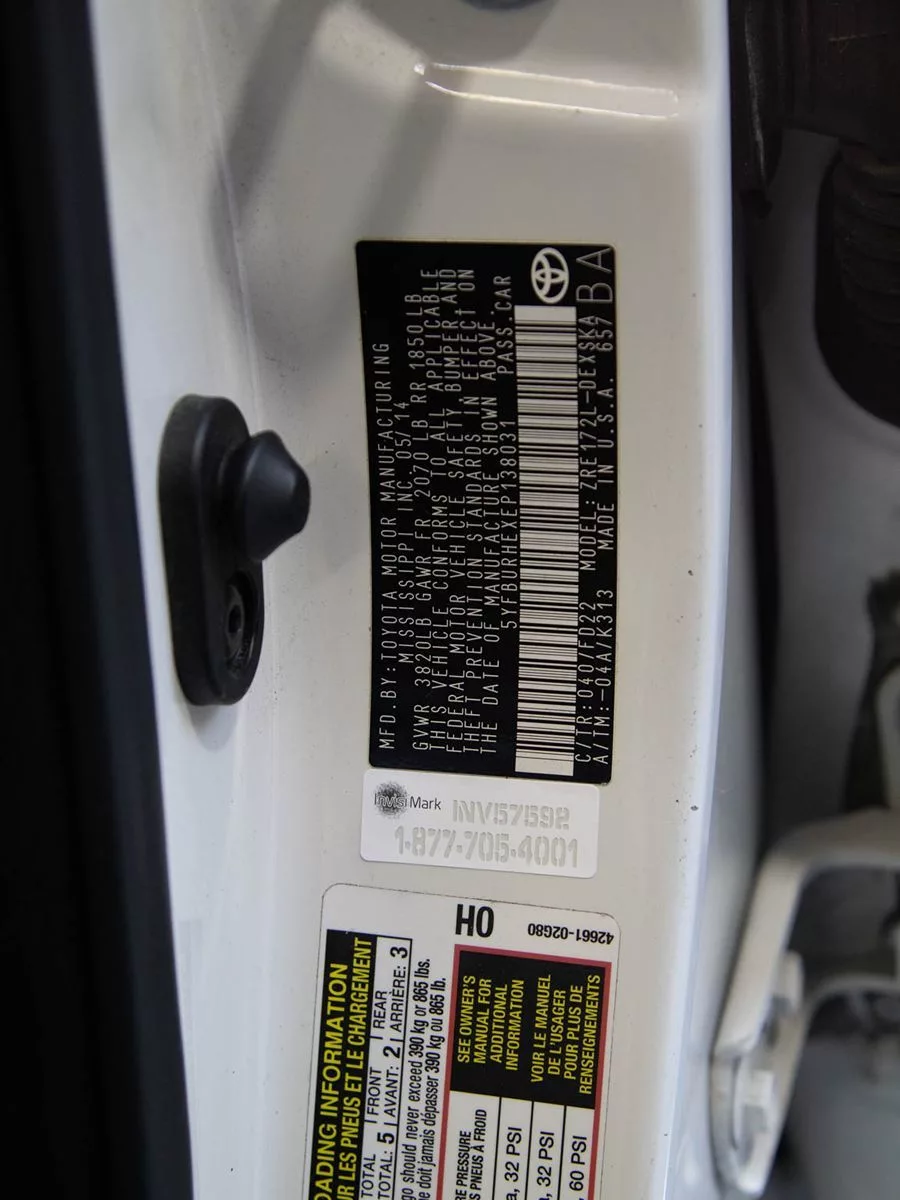 MFD.BY:TOYOTA MOTOR MANUFACTURING
MISSISSIPPI INC. 05/14
GVWR 3820LB GAWR FR 2070 LB RR 1850LB
THIS VEHICLE CONFORMS TO ALL APPLICABLE
FEDERAL MOTOR VEHICLE SAFETY, BUMPER, AND
THEFT PREVENTION STANDARDS IN EFFECT ON
THE DATE OF MANUFACTURE SHOWN ABOVE.
5YFBURHEXEP138031 PASS.CAR
C/TR:040/FD22 MODEL:ZRE172L-DEXSKA
A/TM:-04A/K313 MADE IN U.S.A. 657 BA
InvisiMark
INV57592
1-877-705-4001
OADING INFORMATION
UR LES PNEUS ET LE CHARGEMENT
TOTAL FRONT REAR
TOTAL: 5 AVANT: 2 ARRIÈRE: 3
go should never exceed 390 kg or 865 lbs.
ne doit jamais dépasser 390 kg ou 865 lb.
H0
42661-02G80
SEE OWNER'S
MANUAL FOR
ADDITIONAL
INFORMATION
VOIR LE MANUEL
DE L'USAGER
POUR PLUS DE
RENSEIGNEMENTS
RE PRESSURE
S PNEUS À FROID
a, 32 PSI
a, 32 PSI
, 60 PSI